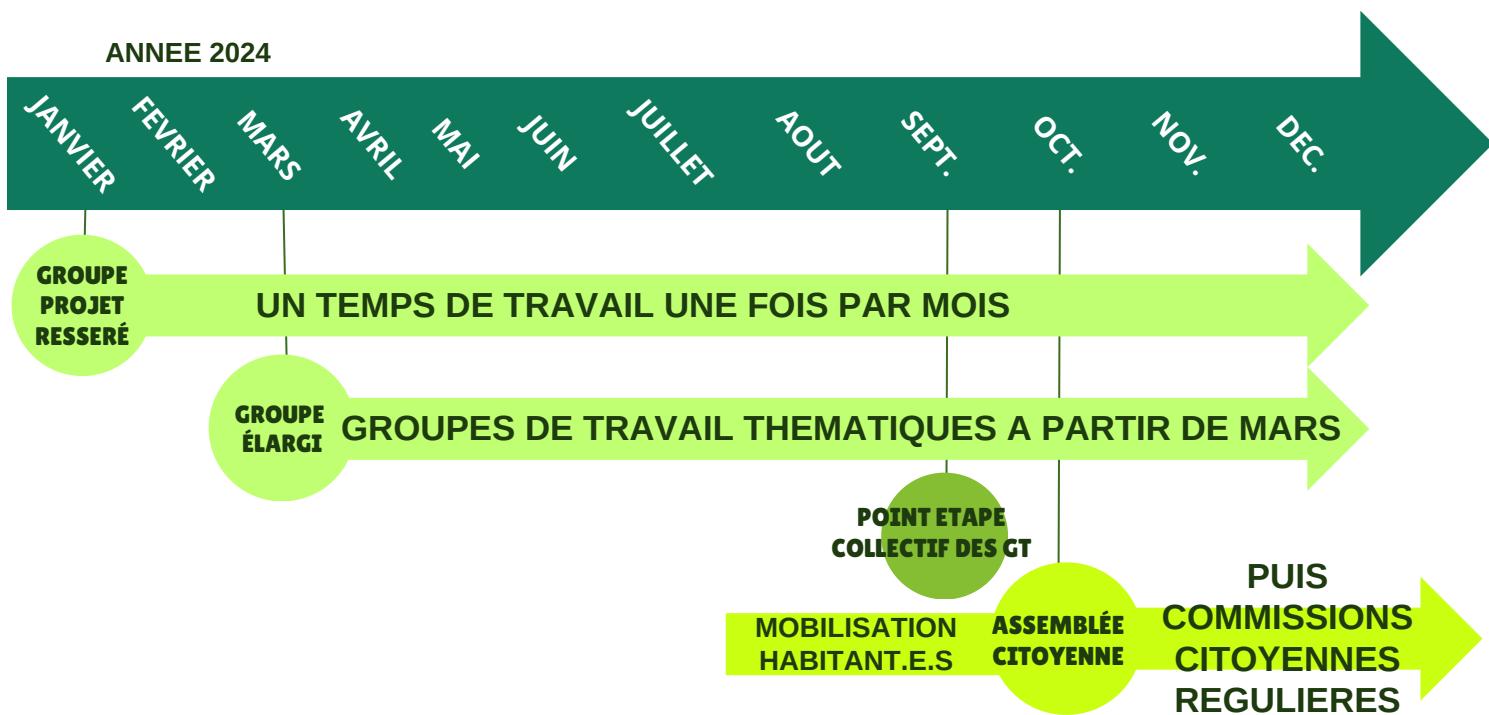 ANNEE 2024
JANVIER
FEVRIER
MARS
AVRIL
MAI
JUIN
JUILLET
AOUT
SEPT.
OCT.
NOV.
DEC.
GROUPE
PROJET
RESSERÉ
UN TEMPS DE TRAVAIL UNE FOIS PAR MOIS
GROUPE
ÉLARGI
GROUPES DE TRAVAIL THEMATIQUES A PARTIR DE MARS
POINT ETAPE
COLLECTIF DES GT
MOBILISATION
HABITANT.E.S
ASSEMBLÉE
CITOYENNE
PUIS
COMMISSIONS
CITOYENNES
REGULIERES